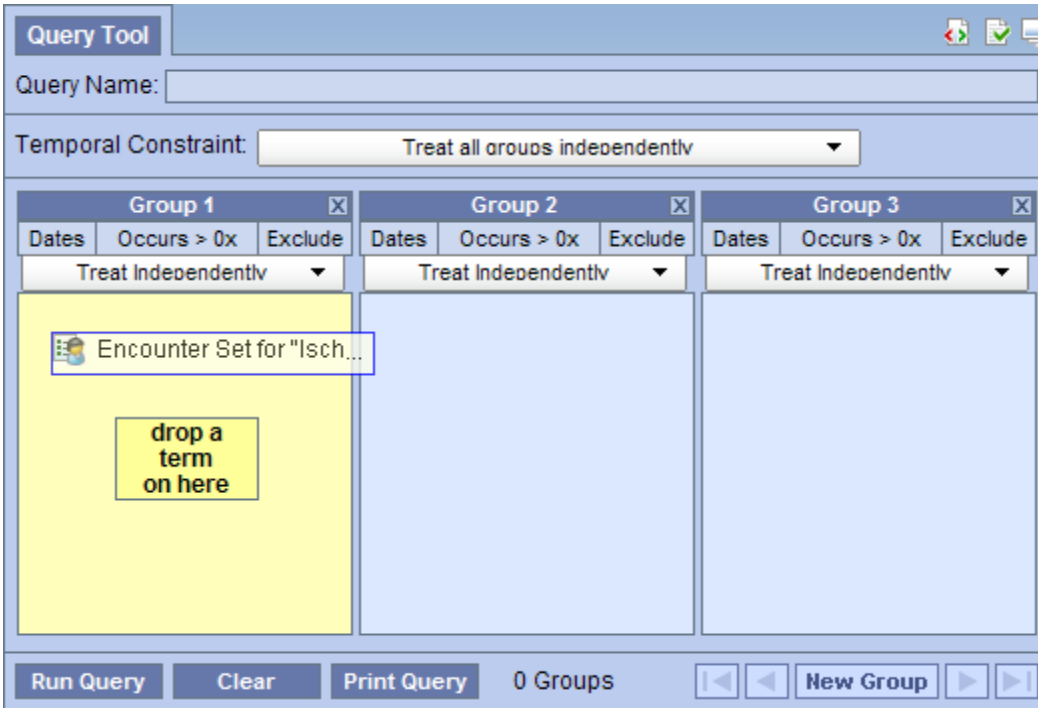 Query Tool
Query Name:
Temporal Constraint: Treat all groups independently
Group 1 X Group 2 X Group 3 X
Dates Occurs > 0x Exclude Dates Occurs > 0x Exclude Dates Occurs > 0x Exclude
Treat Independently Treat Independently Treat Independently
Encounter Set for "Isch...
drop a
term
on here
Run Query Clear Print Query 0 Groups New Group